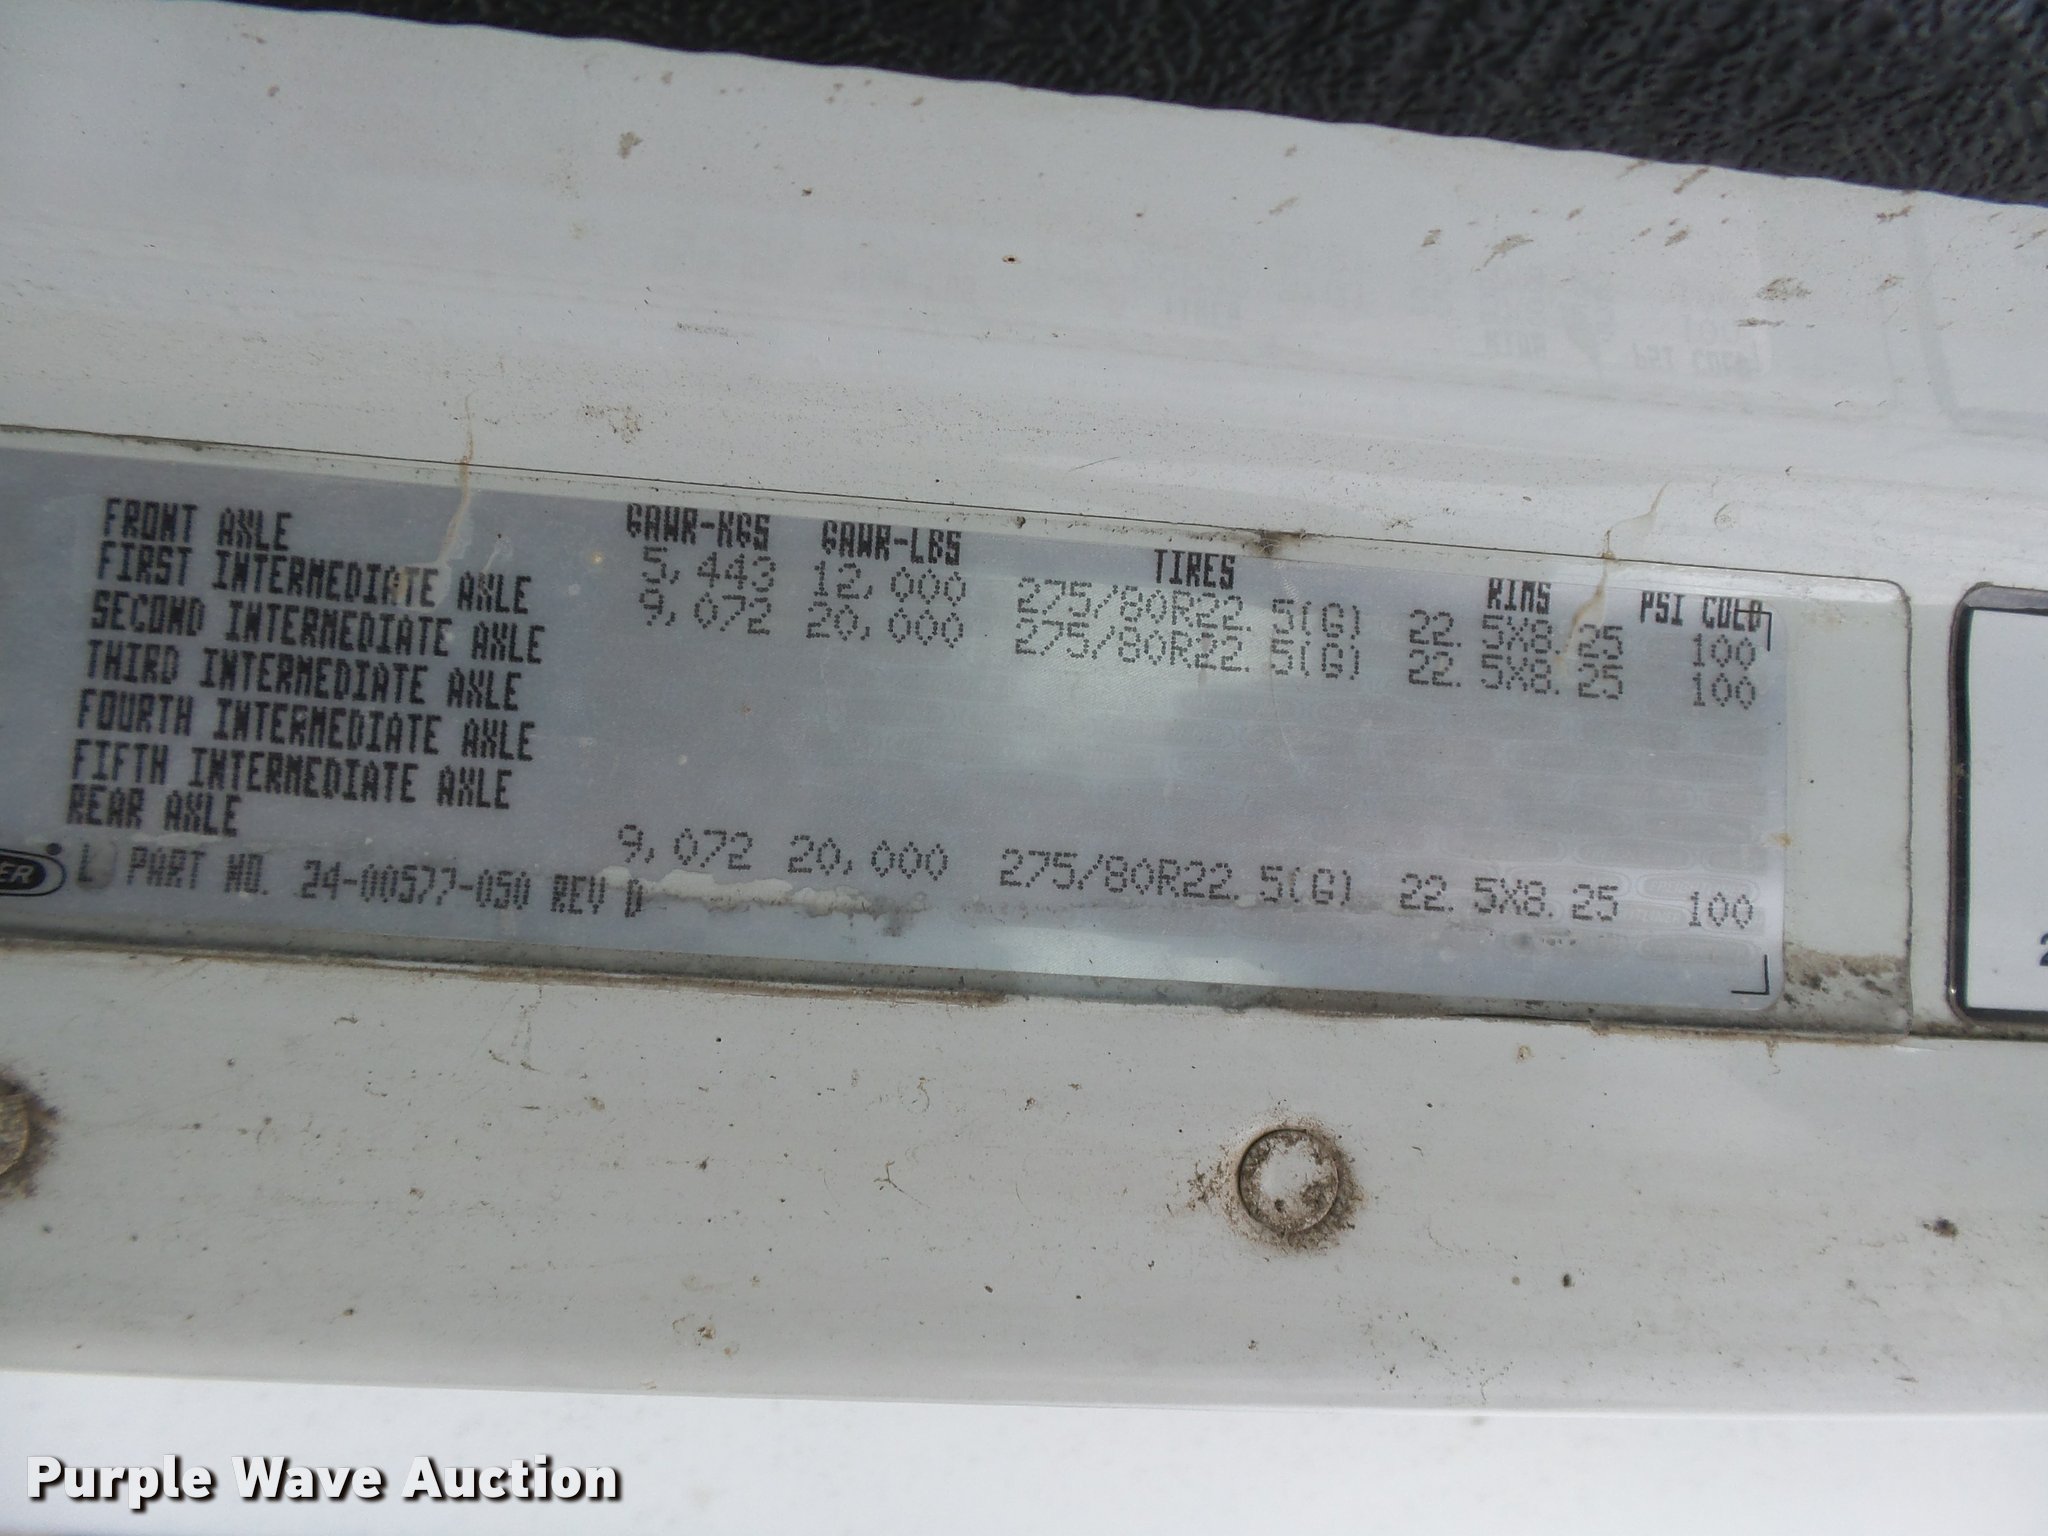 GAWR-KGS GAWR-LBS TIRES RIMS PSI COLD
FRONT AXLE 5,443 12,000 275/80R22.5(G) 22.5X8.25 100
FIRST INTERMEDIATE AXLE 9,072 20,000 275/80R22.5(G) 22.5X8.25 100
SECOND INTERMEDIATE AXLE
THIRD INTERMEDIATE AXLE
FOURTH INTERMEDIATE AXLE
FIFTH INTERMEDIATE AXLE
REAR AXLE 9,072 20,000 275/80R22.5(G) 22.5X8.25 100
PART NO. 24-00577-050 REV D
Purple Wave Auction